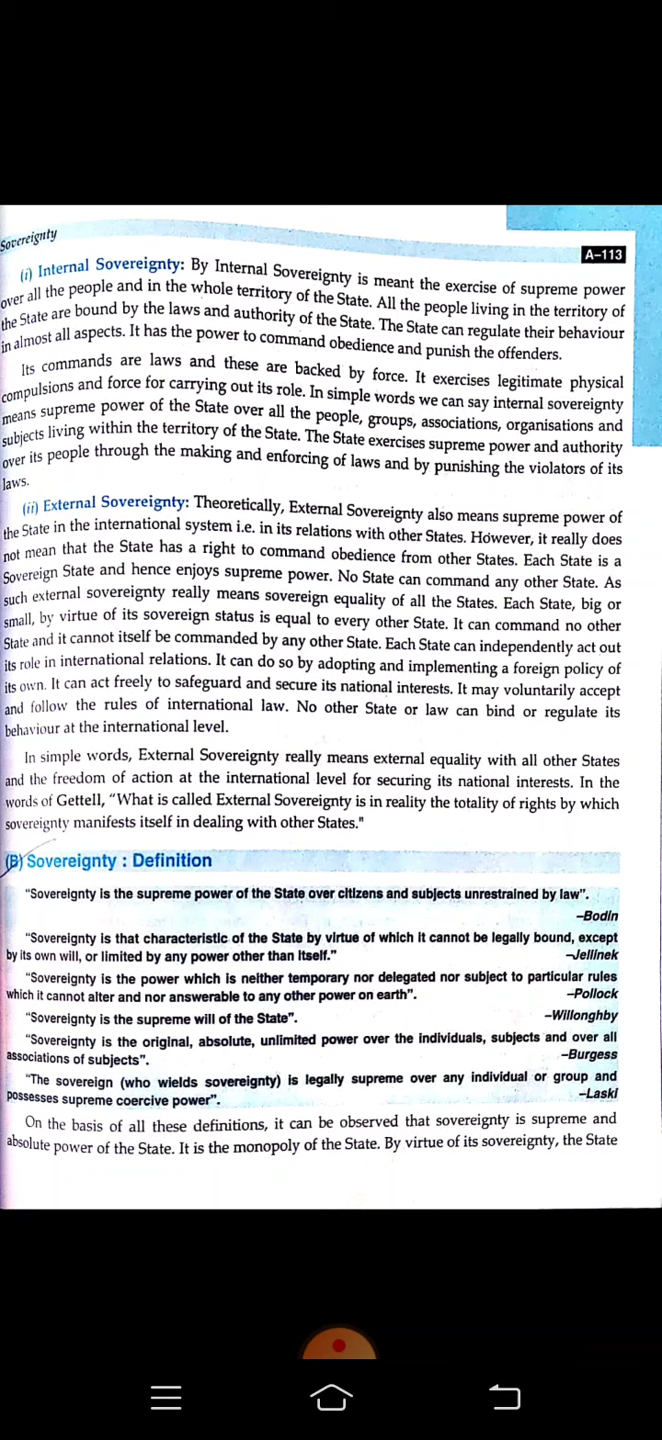 Sovereignty
A–113
(i) Internal Sovereignty: By Internal Sovereignty is meant the exercise of supreme power
over all the people and in the whole territory of the State. All the people living in the territory of
the State are bound by the laws and authority of the State. The State can regulate their behaviour
in almost all aspects. It has the power to command obedience and punish the offenders.
Its commands are laws and these are backed by force. It exercises legitimate physical
compulsions and force for carrying out its role. In simple words we can say internal sovereignty
means supreme power of the State over all the people, groups, associations, organisations and
subjects living within the territory of the State. The State exercises supreme power and authority
over its people through the making and enforcing of laws and by punishing the violators of its
laws.
(ii) External Sovereignty: Theoretically, External Sovereignty also means supreme power of
the State in the international system i.e. in its relations with other States. However, it really does
not mean that the State has a right to command obedience from other States. Each State is a
Sovereign State and hence enjoys supreme power. No State can command any other State. As
such external sovereignty really means sovereign equality of all the States. Each State, big or
small, by virtue of its sovereign status is equal to every other State. It can command no other
State and it cannot itself be commanded by any other State. Each State can independently act out
its role in international relations. It can do so by adopting and implementing a foreign policy of
its own. It can act freely to safeguard and secure its national interests. It may voluntarily accept
and follow the rules of international law. No other State or law can bind or regulate its
behaviour at the international level.
In simple words, External Sovereignty really means external equality with all other States
and the freedom of action at the international level for securing its national interests. In the
words of Gettell, “What is called External Sovereignty is in reality the totality of rights by which
sovereignty manifests itself in dealing with other States."
(B) Sovereignty : Definition
“Sovereignty is the supreme power of the State over citizens and subjects unrestrained by law”.
–Bodin
“Sovereignty is that characteristic of the State by virtue of which it cannot be legally bound, except
by its own will, or limited by any power other than itself.” –Jellinek
“Sovereignty is the power which is neither temporary nor delegated nor subject to particular rules
which it cannot alter and nor answerable to any other power on earth”. –Pollock
“Sovereignty is the supreme will of the State”. –Willonghby
“Sovereignty is the original, absolute, unlimited power over the individuals, subjects and over all
associations of subjects”. –Burgess
“The sovereign (who wields sovereignty) is legally supreme over any individual or group and
possesses supreme coercive power”. –Laski
On the basis of all these definitions, it can be observed that sovereignty is supreme and
absolute power of the State. It is the monopoly of the State. By virtue of its sovereignty, the State